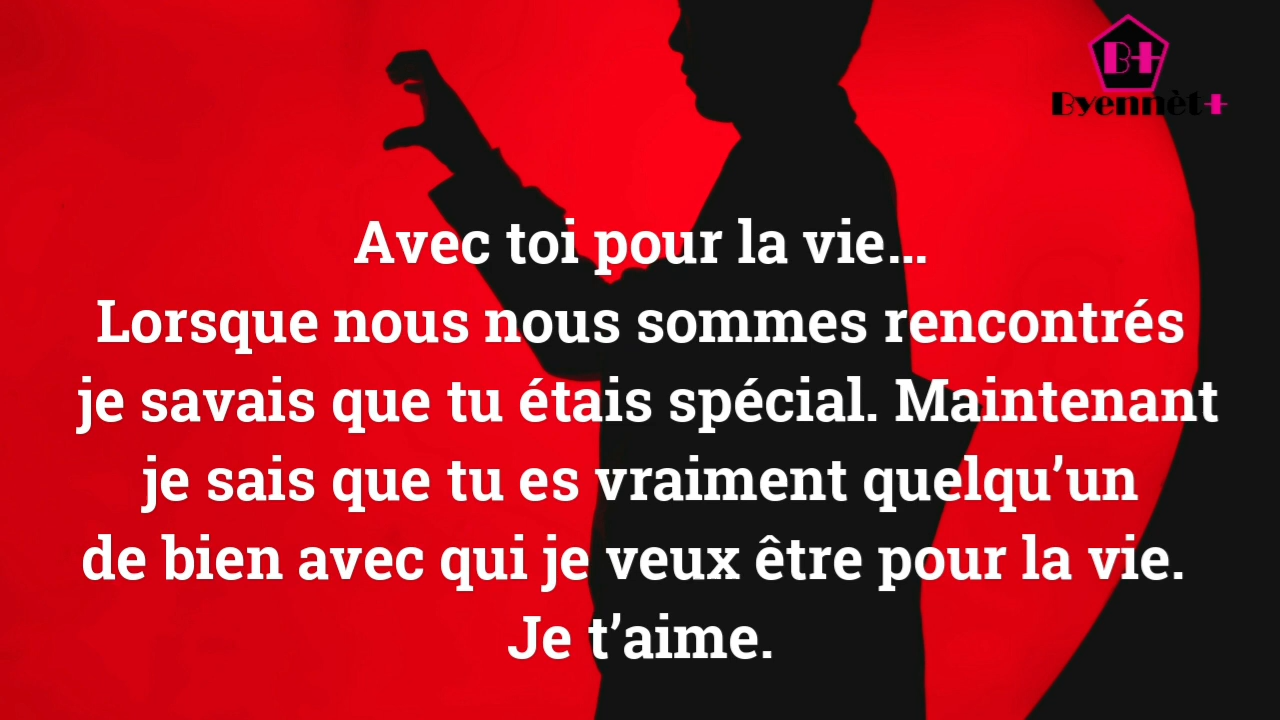 B+
Byennèt+
Avec toi pour la vie...
Lorsque nous nous sommes rencontrés
je savais que tu étais spécial. Maintenant
je sais que tu es vraiment quelqu’un
de bien avec qui je veux être pour la vie.
Je t’aime.